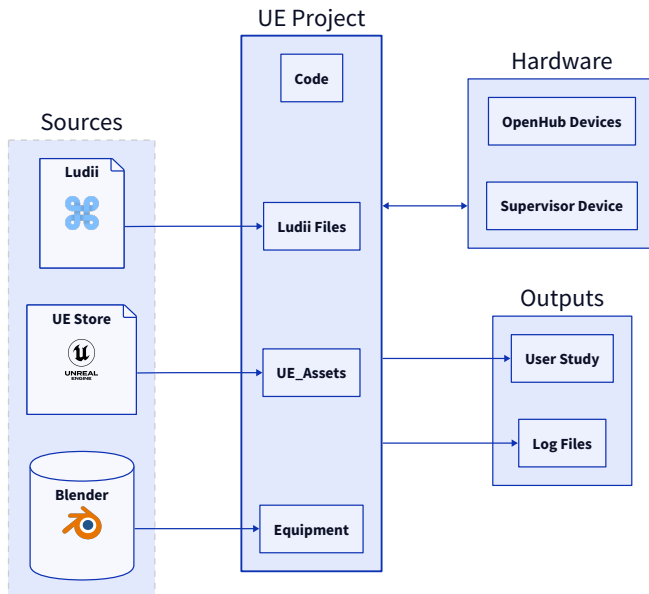 UE Project
Code
Hardware
OpenHub Devices
Supervisor Device
Sources
Ludii
Ludii Files
UE Store
UNREAL
ENGINE
UE_Assets
Outputs
User Study
Log Files
Blender
Equipment